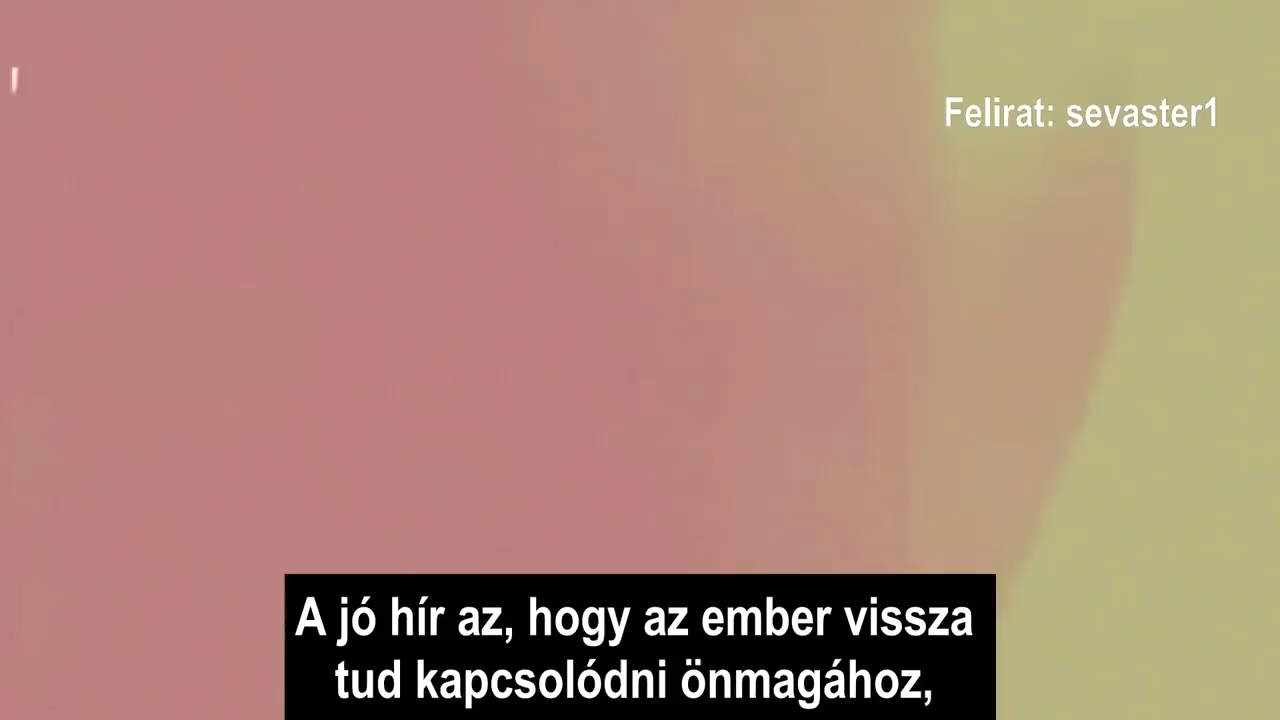 Felirat: sevaster1
A jó hír az, hogy az ember vissza
tud kapcsolódni önmagához,